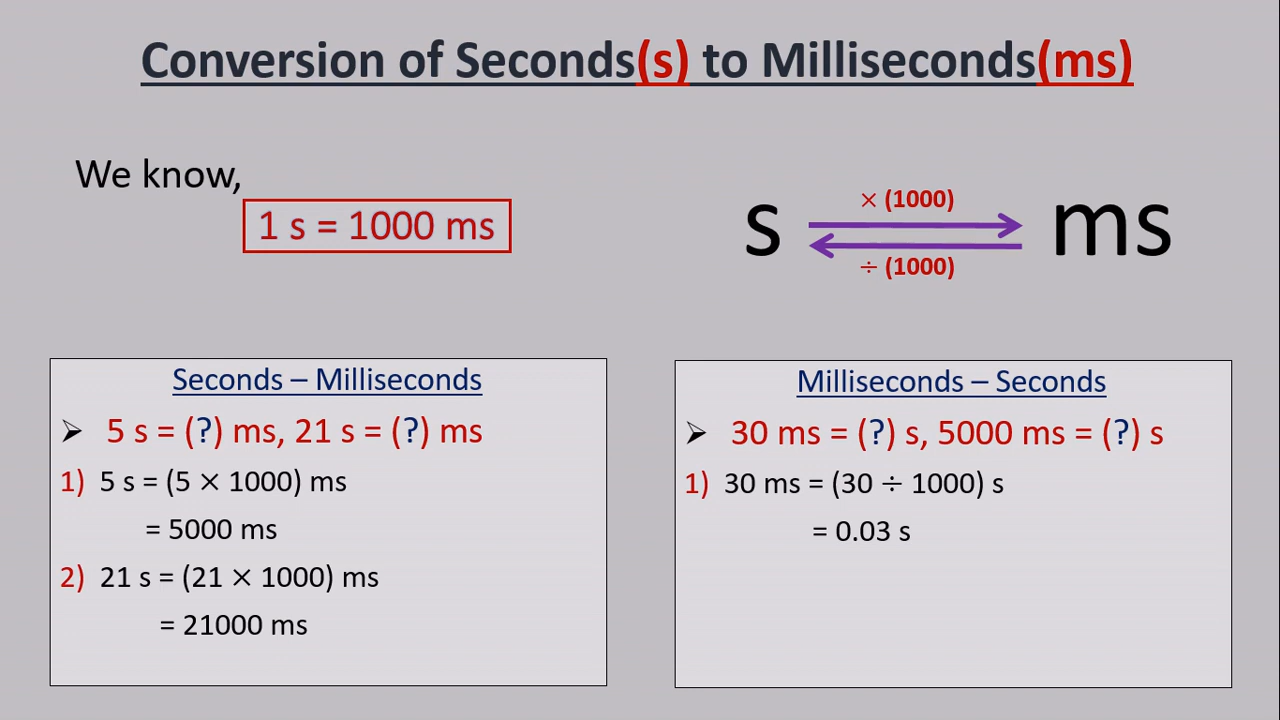 Conversion of Seconds(s) to Milliseconds(ms)
We know,
1 s = 1000 ms
× (1000)
s ms
÷ (1000)
Seconds – Milliseconds
➢ 5 s = (?) ms, 21 s = (?) ms
1) 5 s = (5 × 1000) ms
= 5000 ms
2) 21 s = (21 × 1000) ms
= 21000 ms
Milliseconds – Seconds
➢ 30 ms = (?) s, 5000 ms = (?) s
1) 30 ms = (30 ÷ 1000) s
= 0.03 s